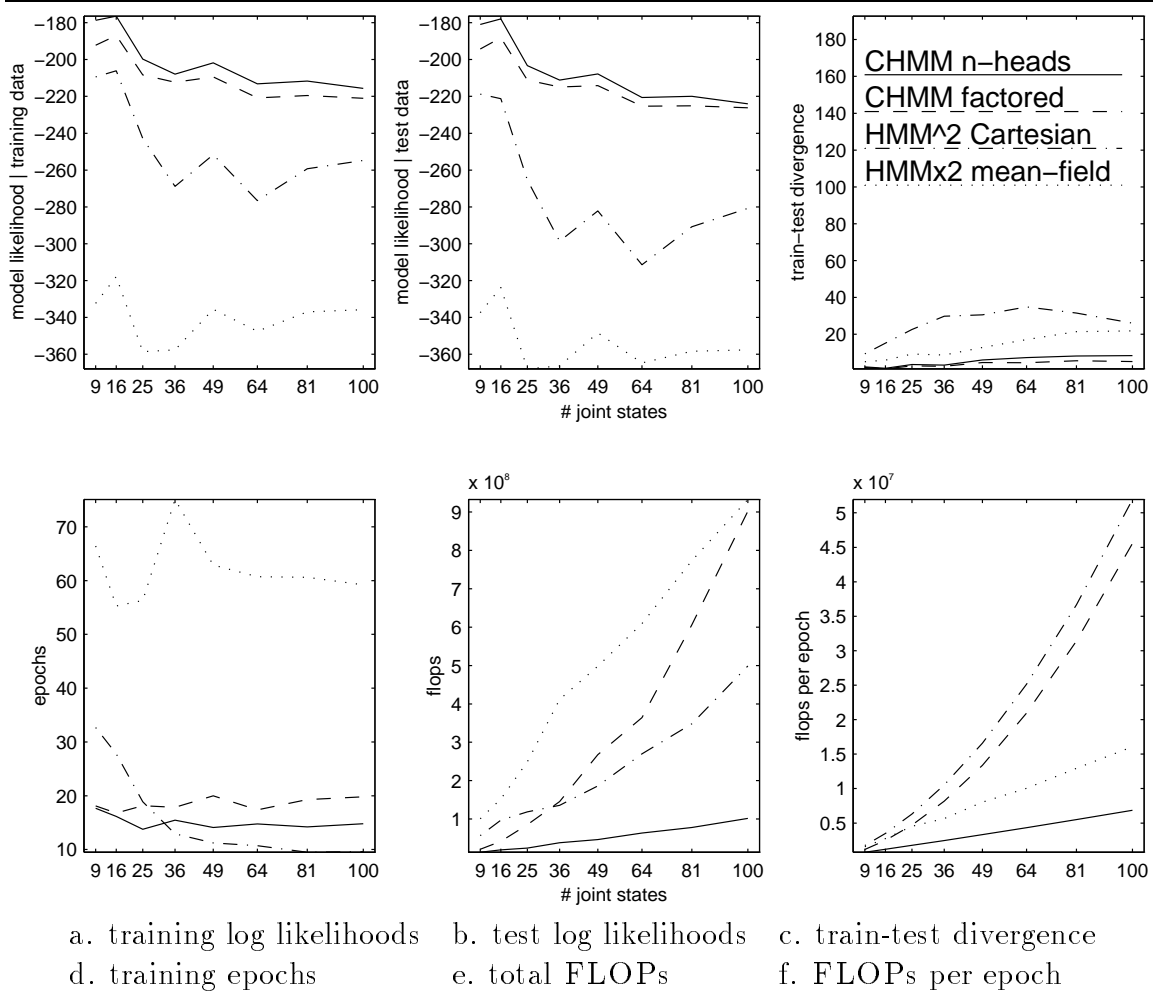 −180
−200
−220
−240
−260
−280
−300
−320
−340
−360
model likelihood | training data
9 16 25 36 49 64 81 100
−180
−200
−220
−240
−260
−280
−300
−320
−340
−360
model likelihood | test data
9 16 25 36 49 64 81 100
# joint states
180
160
140
120
100
80
60
40
20
train−test divergence
CHMM n−heads
CHMM factored
HMM^2 Cartesian
HMMx2 mean−field
9 16 25 36 49 64 81 100
70
60
50
40
30
20
10
epochs
9 16 25 36 49 64 81 100
x 10^8
9
8
7
6
5
4
3
2
1
flops
9 16 25 36 49 64 81 100
# joint states
x 10^7
5
4.5
4
3.5
3
2.5
2
1.5
1
0.5
flops per epoch
9 16 25 36 49 64 81 100
a. training log likelihoods b. test log likelihoods c. train-test divergence
d. training epochs e. total FLOPs f. FLOPs per epoch